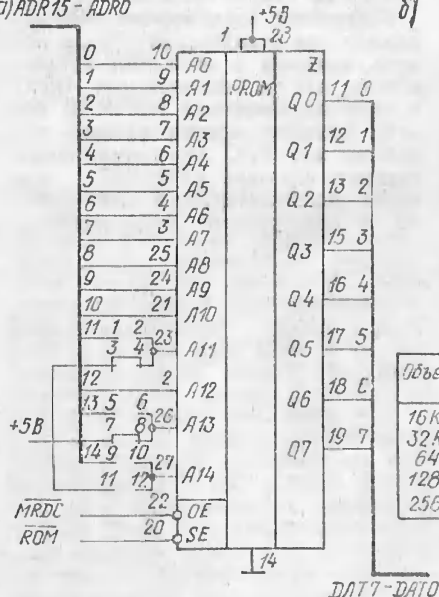 а) ADR15-ADR0
б)
+5В
1 23
0 10 A0 PROM Z Q0 11 0
1 9 A1
2 8 A2 Q1 12 1
3 7 A3
4 6 A4 Q2 13 2
5 5 A5
6 4 A6 Q3 15 3
7 3 A7
8 25 A8 Q4 16 4
9 24 A9
10 21 A10 Q5 17 5
11 1 2 23
3 4 A11
12 2 A12 Q6 18 6
13 5 6 26
+5В 7 8 A13 Q7 19 7
14 9 10 27
11 12 A14
MRDC 22 OE
ROM 20 SE
14
DAT7-DAT0
Объе
16К
32К
64
128
256